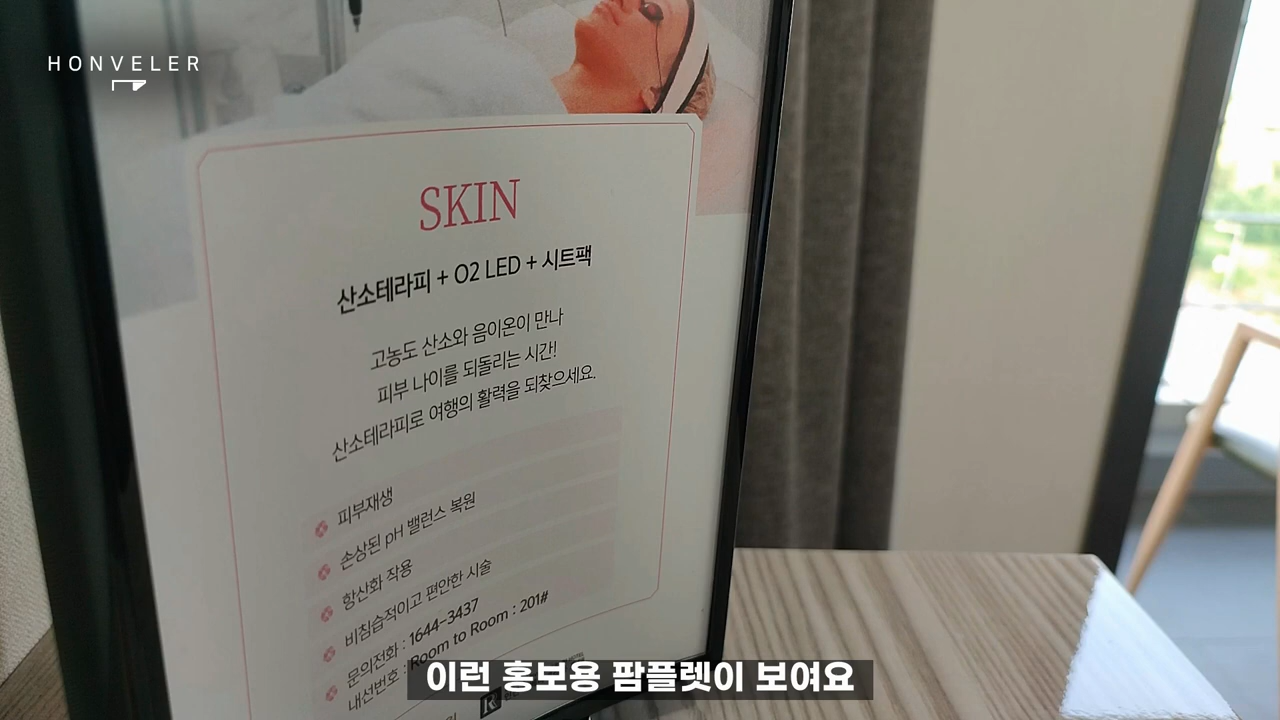 HONVELER
SKIN
산소테라피 + O2 LED + 시트팩
고농도 산소와 음이온이 만나
피부 나이를 되돌리는 시간!
산소테라피로 여행의 활력을 되찾으세요.
피부재생
손상된 pH 밸런스 복원
항산화 작용
비침습적이고 편안한 시술
문의전화 : 1644-3437
내선번호 : Room to Room : 201#
이런 홍보용 팜플렛이 보여요